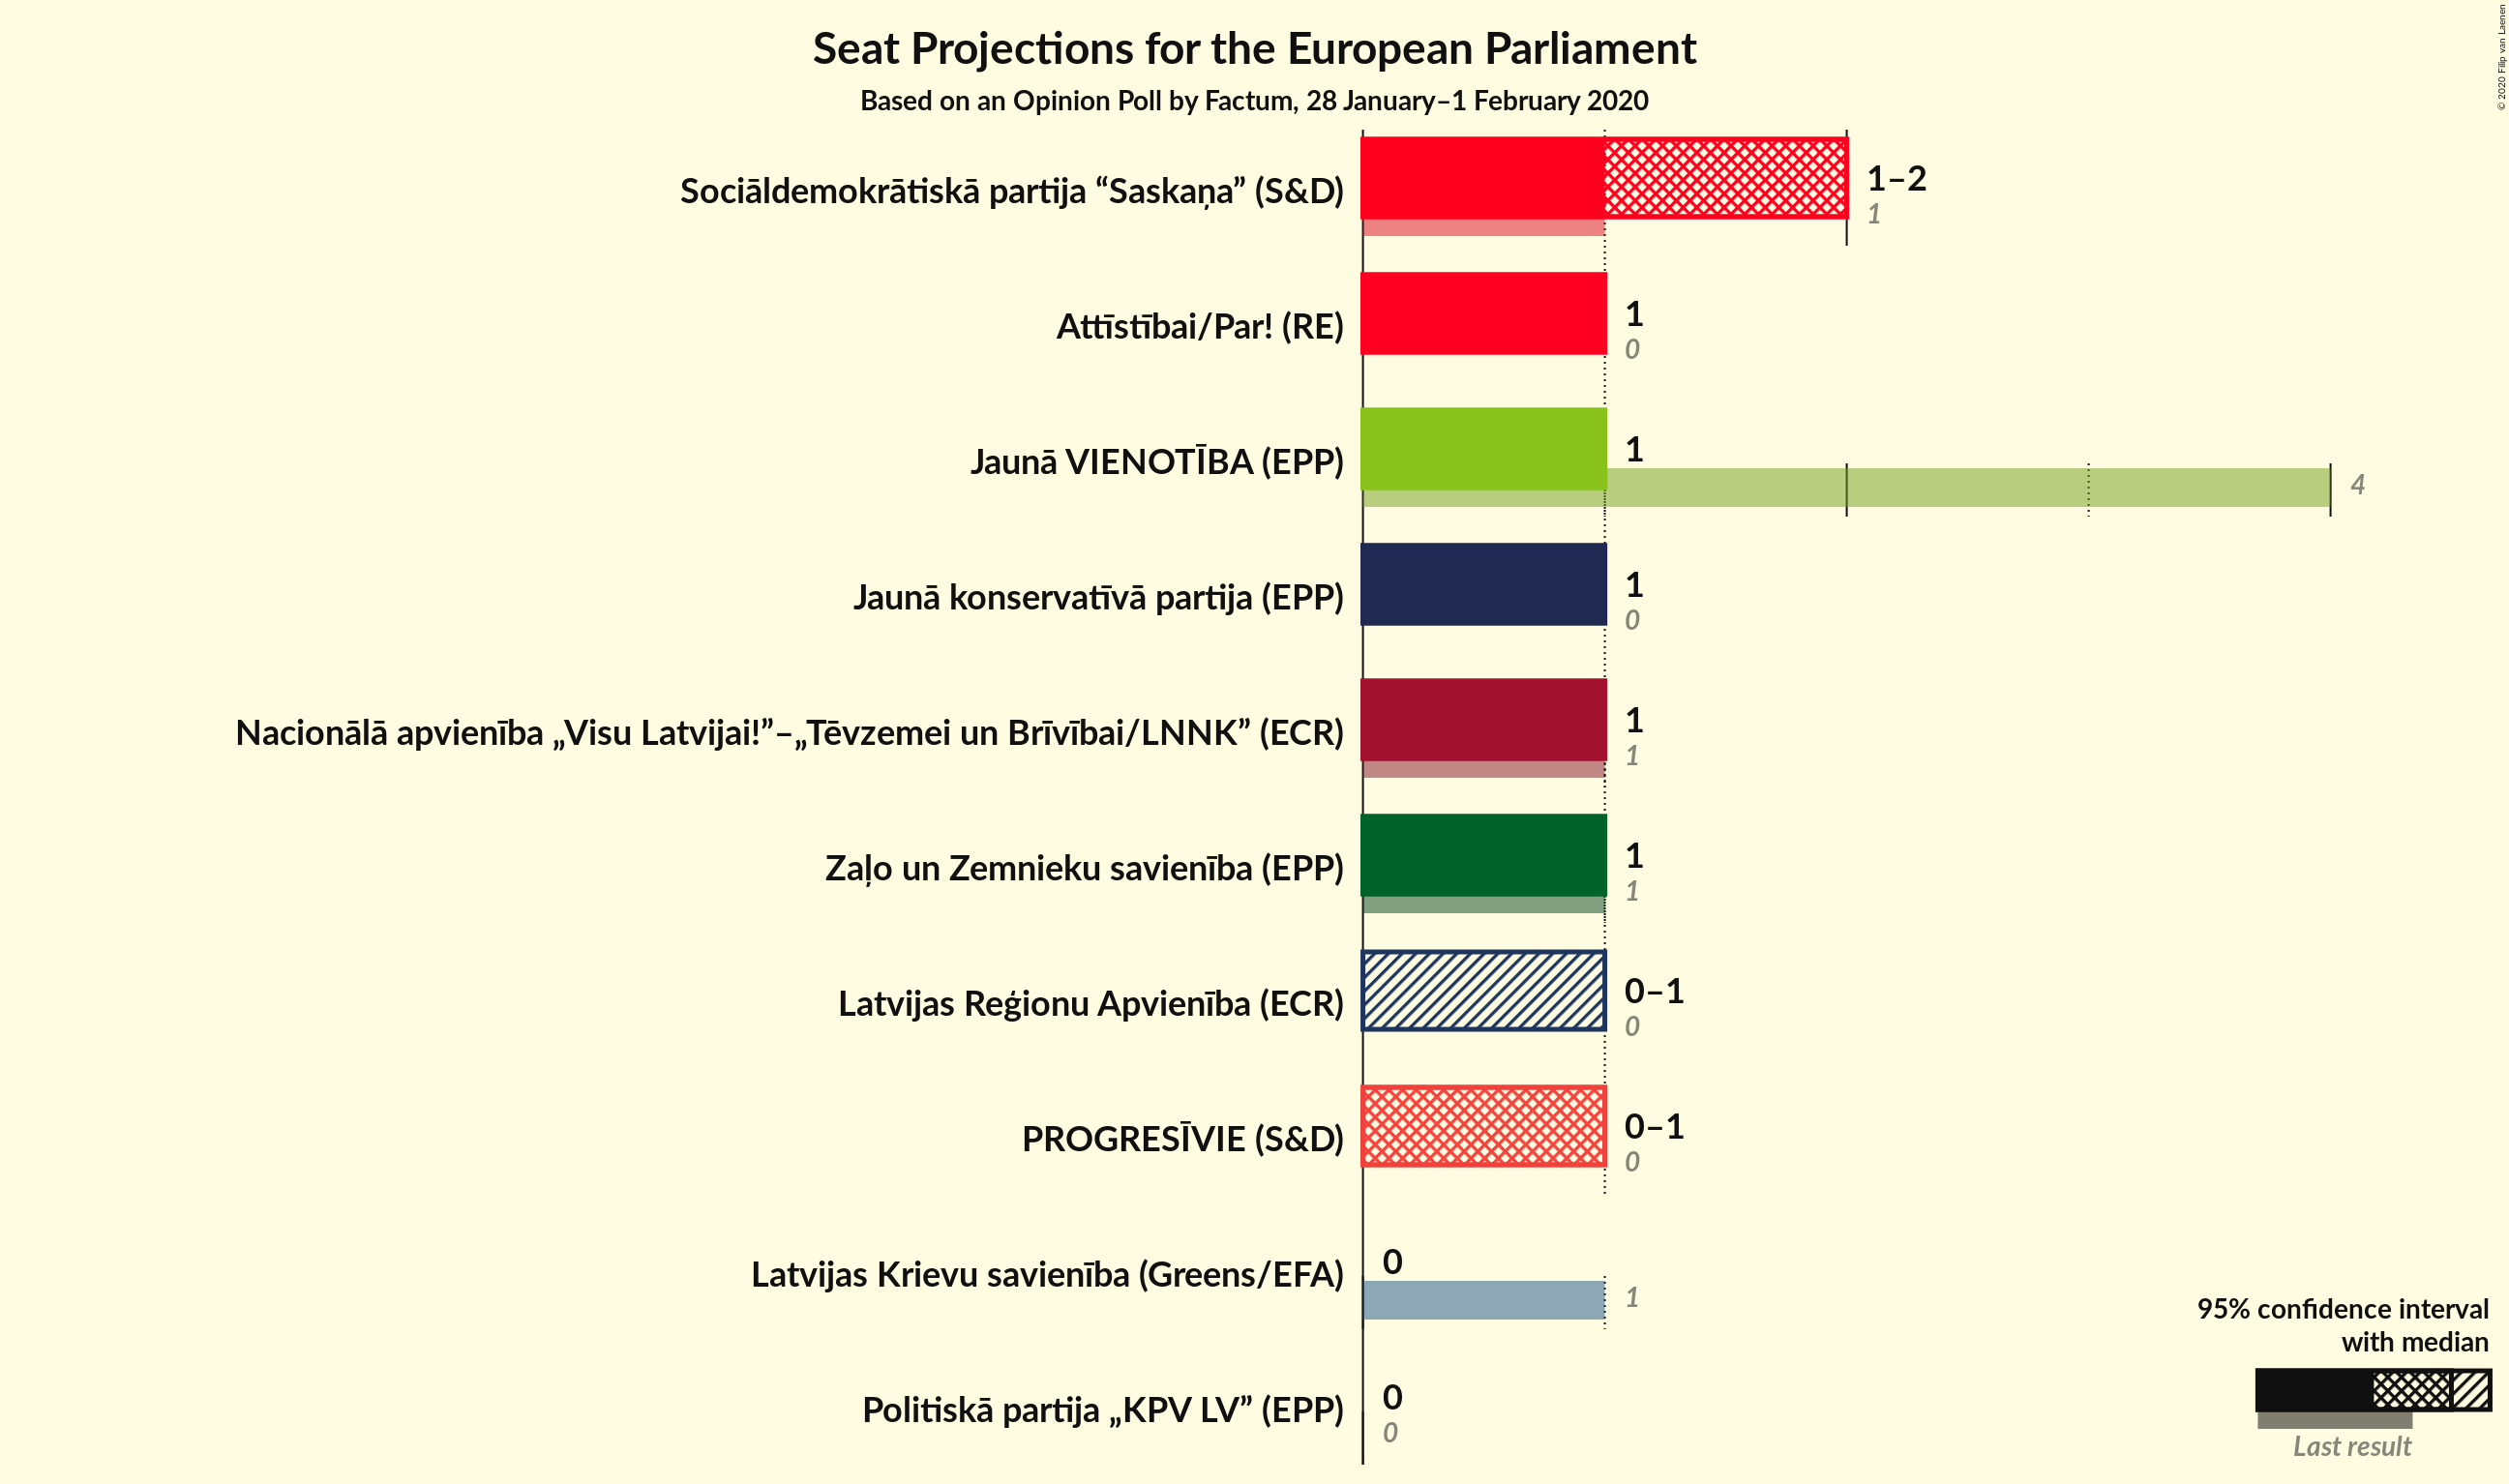 Seat Projections for the European Parliament
Based on an Opinion Poll by Factum, 28 January–1 February 2020
© 2020 Filip van Laenen
Sociāldemokrātiskā partija “Saskaņa” (S&D)
1–2
1
Attīstībai/Par! (RE)
1
0
Jaunā VIENOTĪBA (EPP)
1
4
Jaunā konservatīvā partija (EPP)
1
0
Nacionālā apvienība „Visu Latvijai!”–„Tēvzemei un Brīvībai/LNNK” (ECR)
1
1
Zaļo un Zemnieku savienība (EPP)
1
1
Latvijas Reģionu Apvienība (ECR)
0–1
0
PROGRESĪVIE (S&D)
0–1
0
Latvijas Krievu savienība (Greens/EFA)
0
1
Politiskā partija „KPV LV” (EPP)
0
0
95% confidence interval
with median
Last result